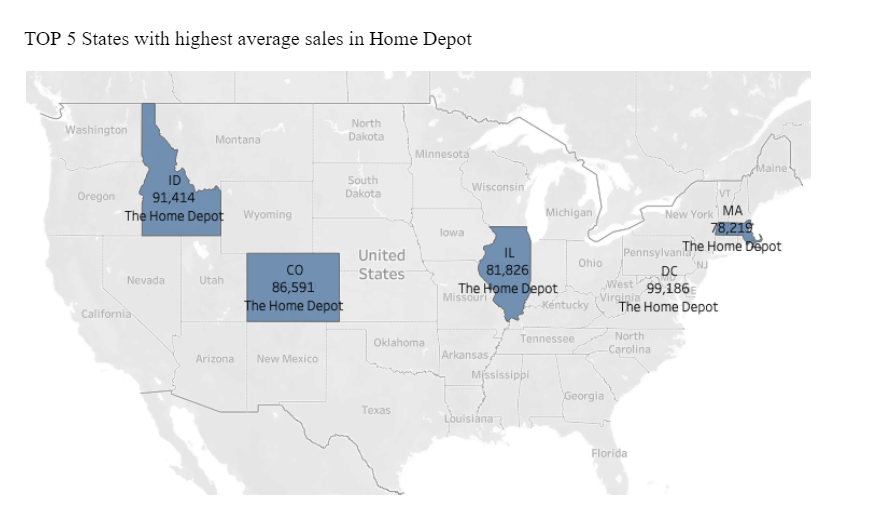 TOP 5 States with highest average sales in Home Depot
Washington
Montana
North
Dakota
Minnesota
Maine
ID
91,414
The Home Depot
Oregon
South
Dakota
Wisconsin
VT
Wyoming
Michigan
New York
MA
78,219
The Home Depot
Iowa
United
States
IL
81,826
The Home Depot
Ohio
Pennsylvania
NJ
CO
86,591
The Home Depot
DC
99,186
The Home Depot
Nevada
Utah
Missouri
West
Virginia
Kentucky
California
Oklahoma
Tennessee
North
Carolina
Arizona
New Mexico
Arkansas
Mississippi
Georgia
Texas
Louisiana
Florida